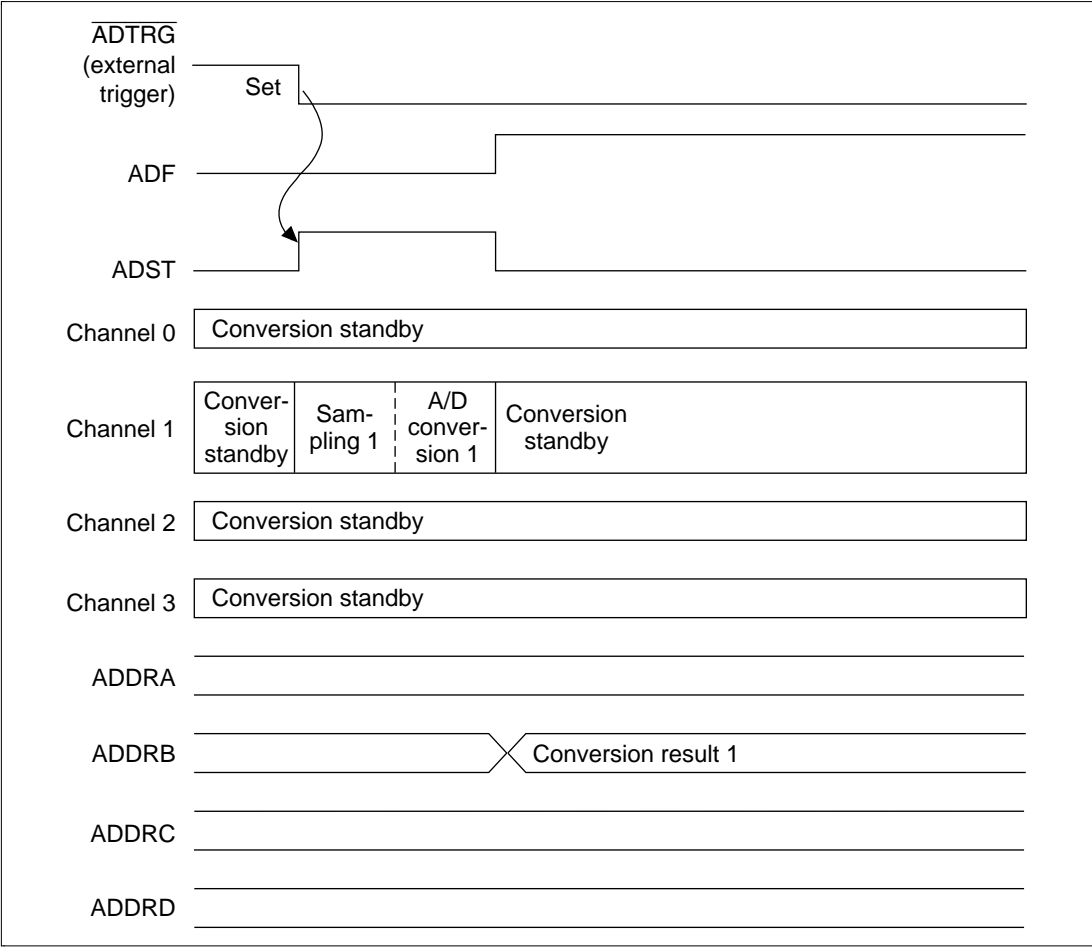 ADTRG
(external
trigger)
Set
ADF
ADST
Channel 0
Conversion standby
Channel 1
Conver-
sion
standby
Sam-
pling 1
A/D
conver-
sion 1
Conversion
standby
Channel 2
Conversion standby
Channel 3
Conversion standby
ADDRA
ADDRB
Conversion result 1
ADDRC
ADDRD